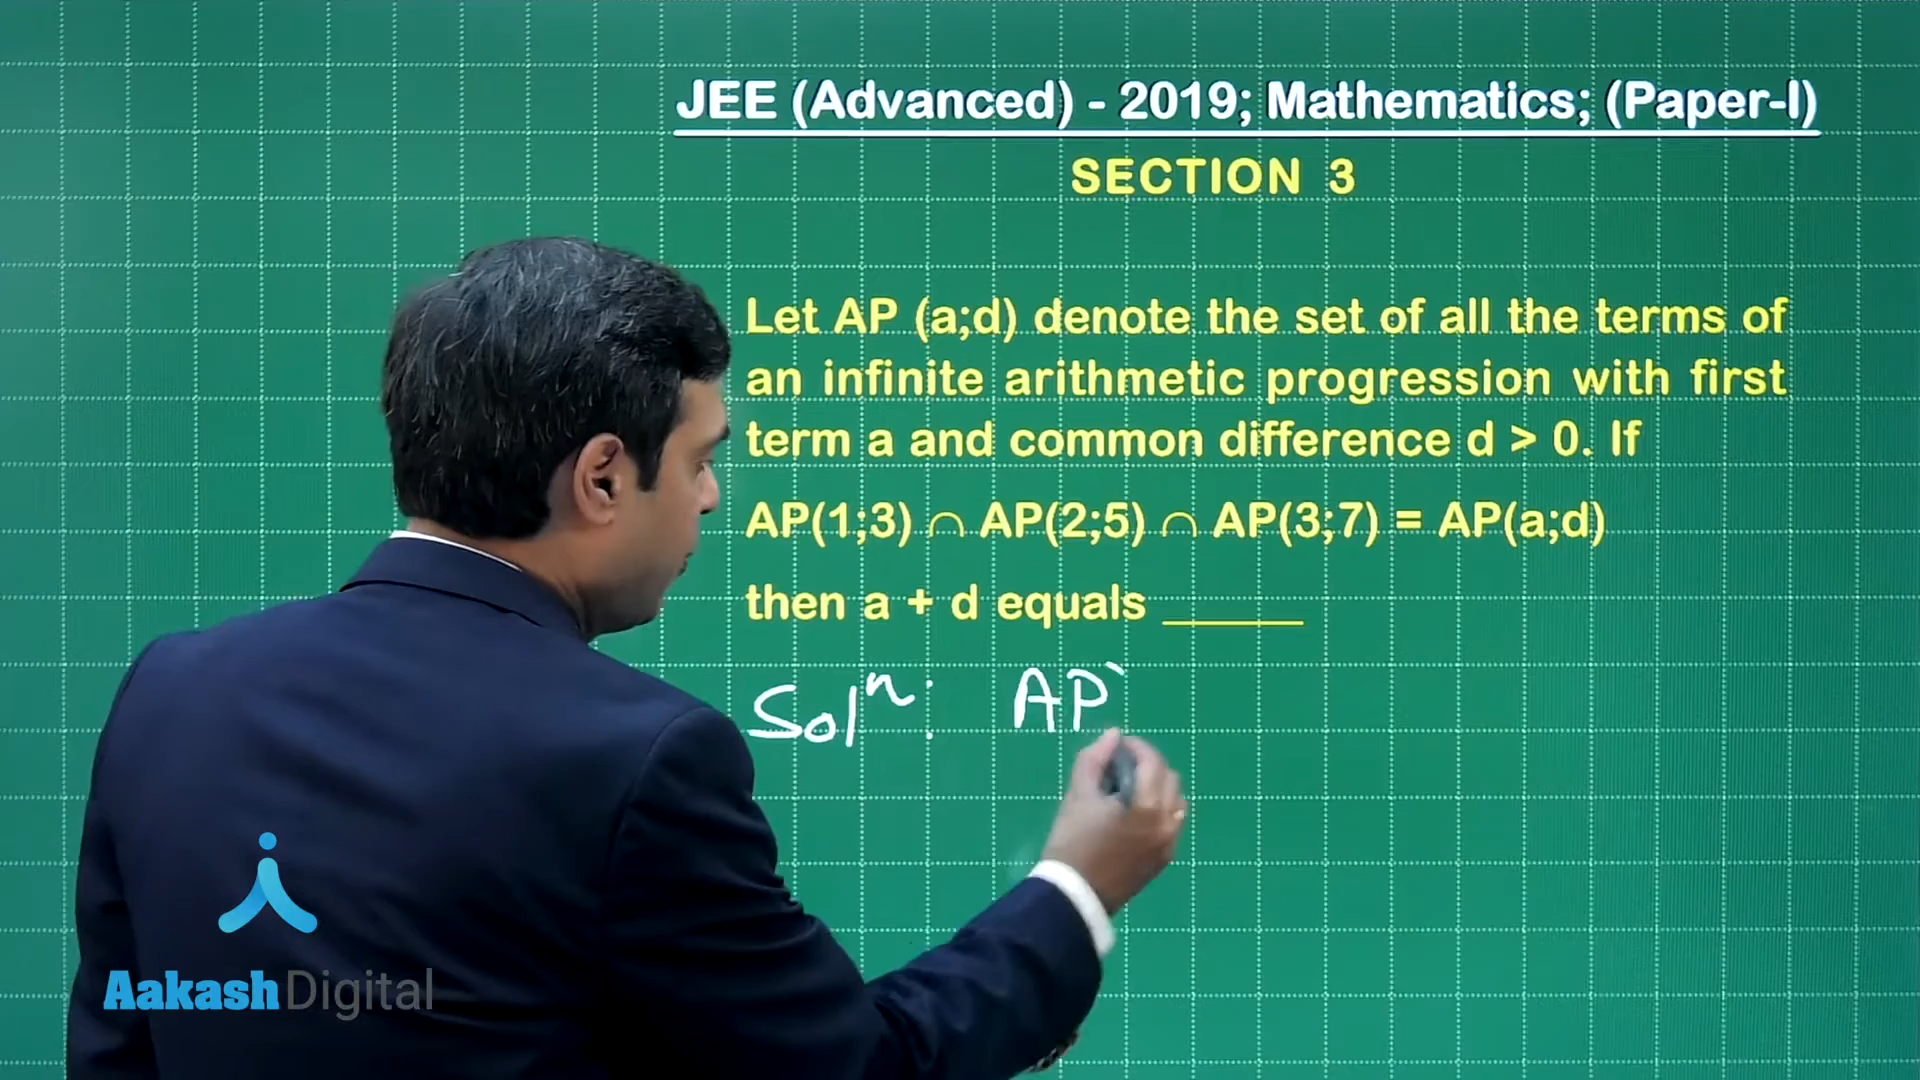 JEE (Advanced) - 2019; Mathematics; (Paper-I)
SECTION 3
Let AP (a;d) denote the set of all the terms of
an infinite arithmetic progression with first
term a and common difference d > 0. If
AP(1;3) ∩ AP(2;5) ∩ AP(3;7) = AP(a;d)
then a + d equals ______
Solⁿ: AP
Aakash Digital